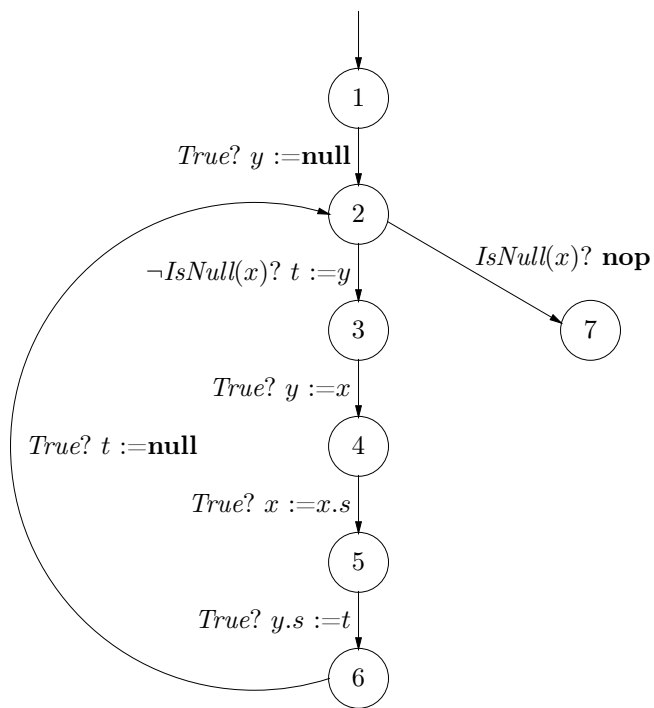 1
True? y :=null
2
IsNull(x)? nop
¬IsNull(x)? t :=y
3
7
True? y :=x
4
True? t :=null
True? x :=x.s
5
True? y.s :=t
6